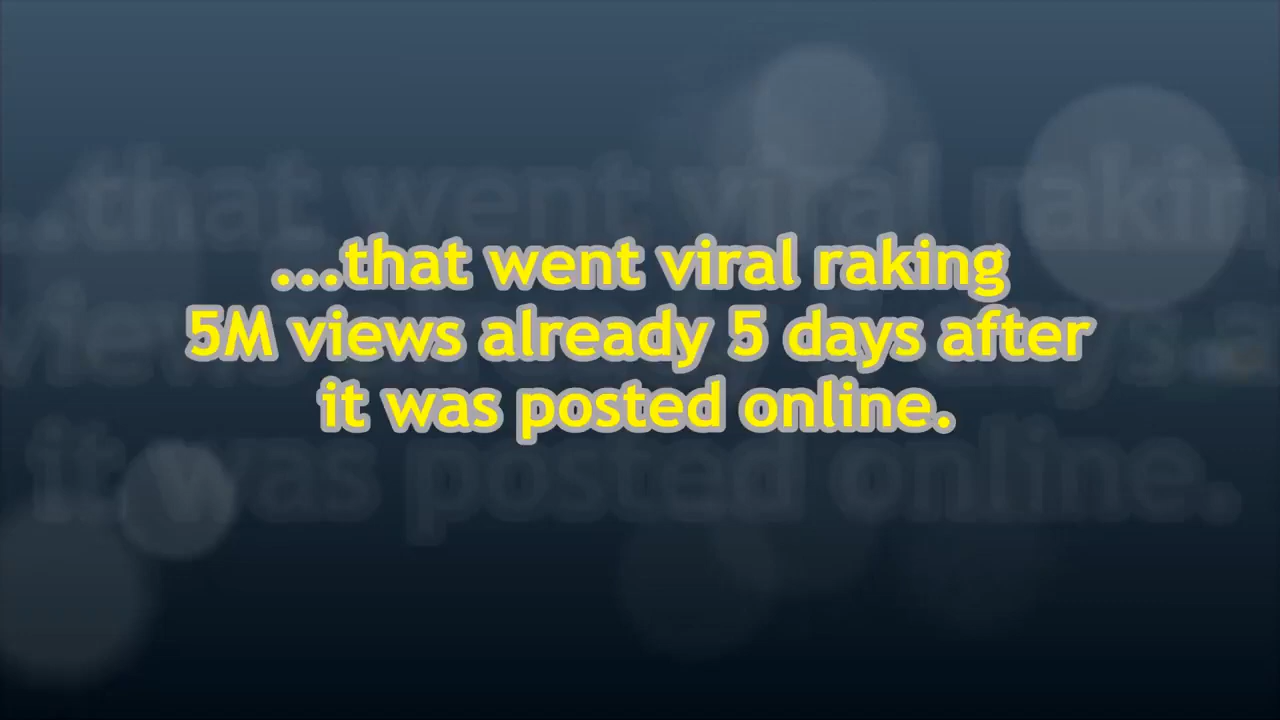 ...that went viral raking
5M views already 5 days after
it was posted online.